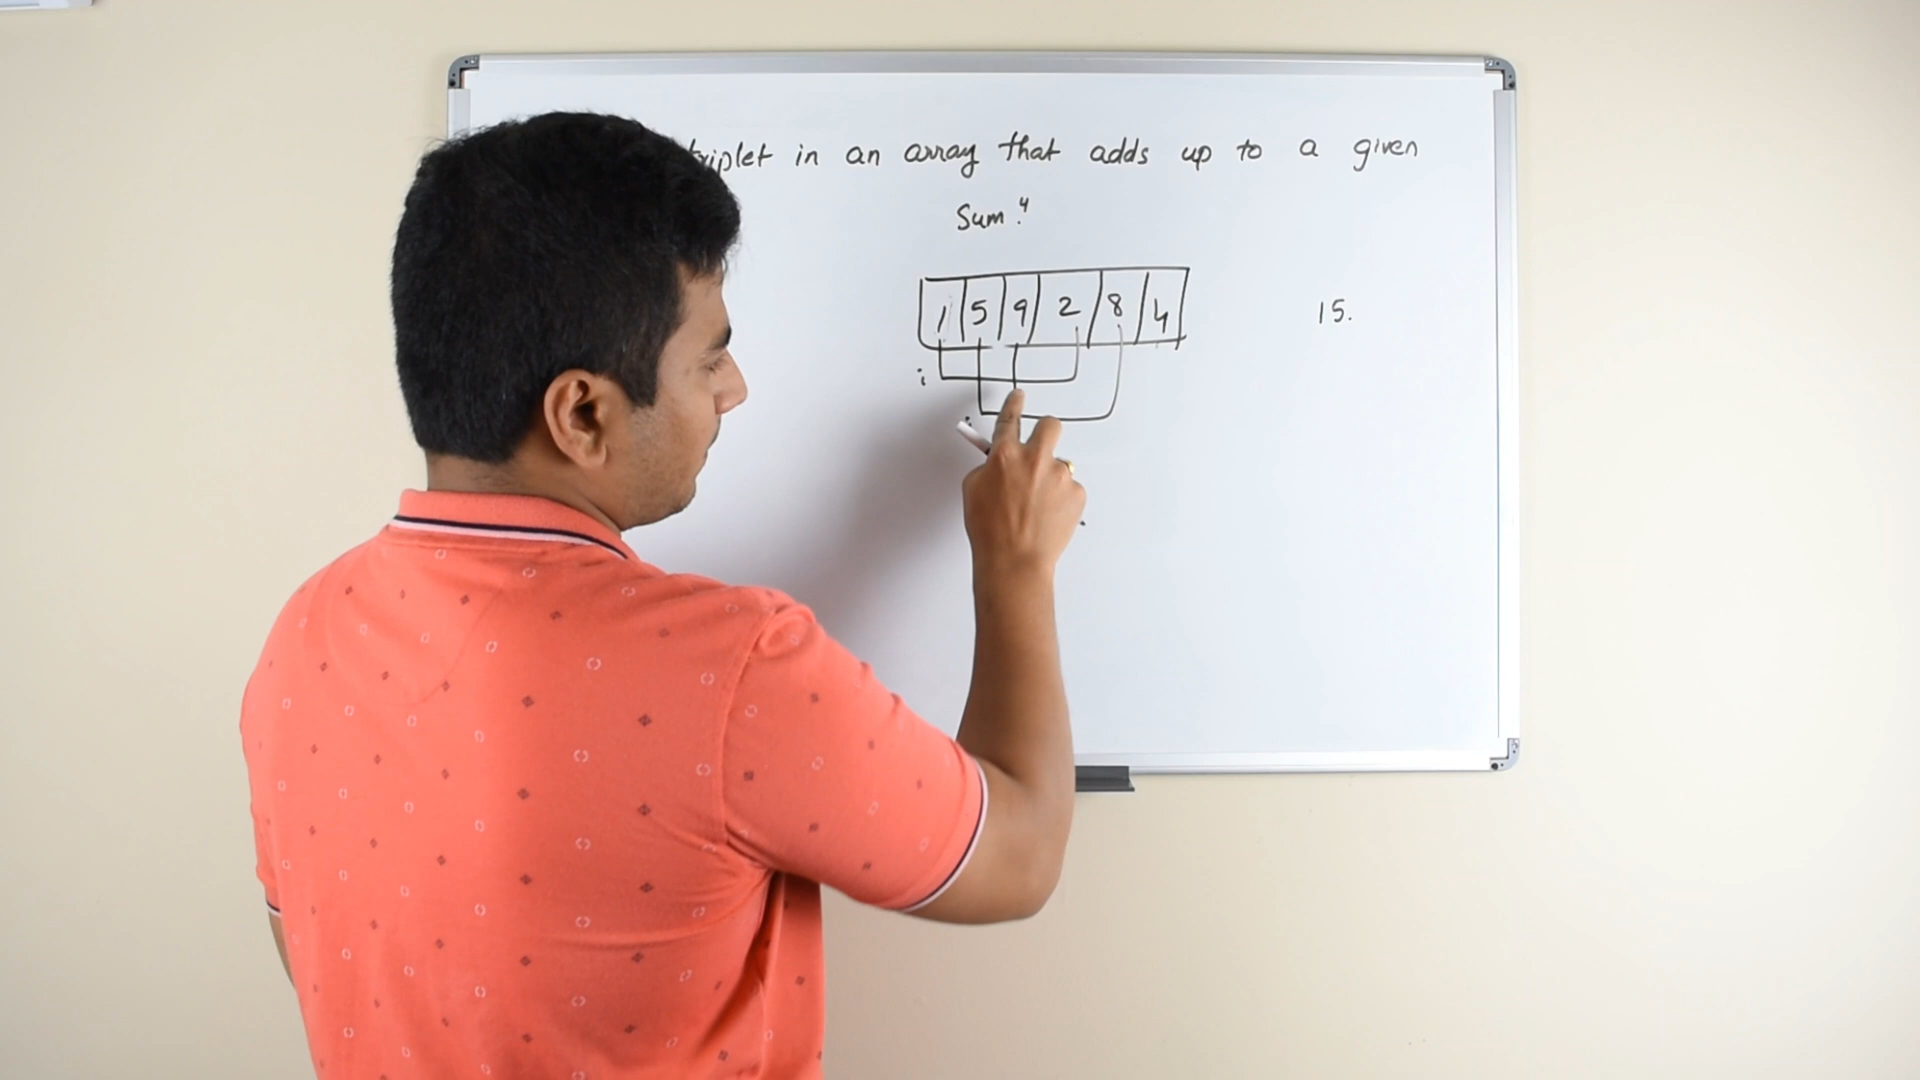 triplet in an array that adds up to a given
Sum."
1 5 9 2 8 4
15.
i